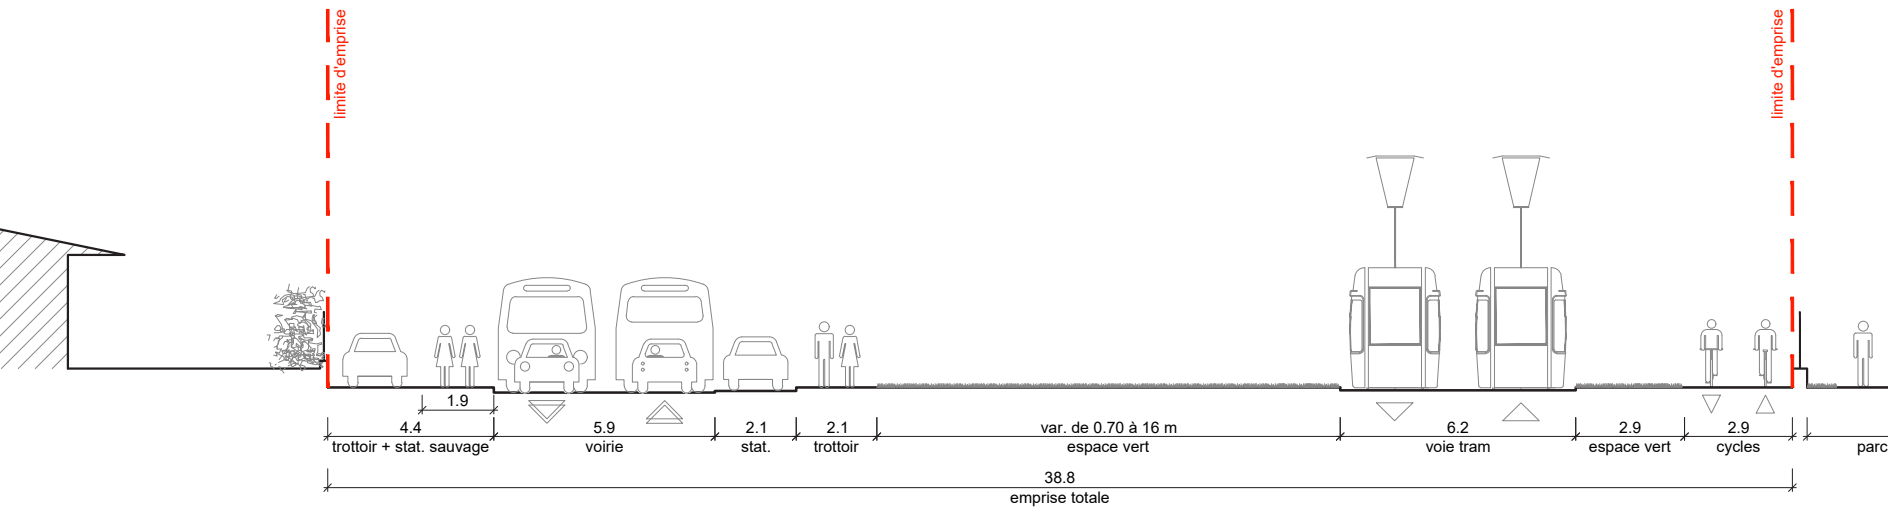 limite d'emprise
limite d'emprise
1.9
4.4
trottoir + stat. sauvage
5.9
voirie
2.1
stat.
2.1
trottoir
var. de 0.70 à 16 m
espace vert
6.2
voie tram
2.9
espace vert
2.9
cycles
parc
38.8
emprise totale